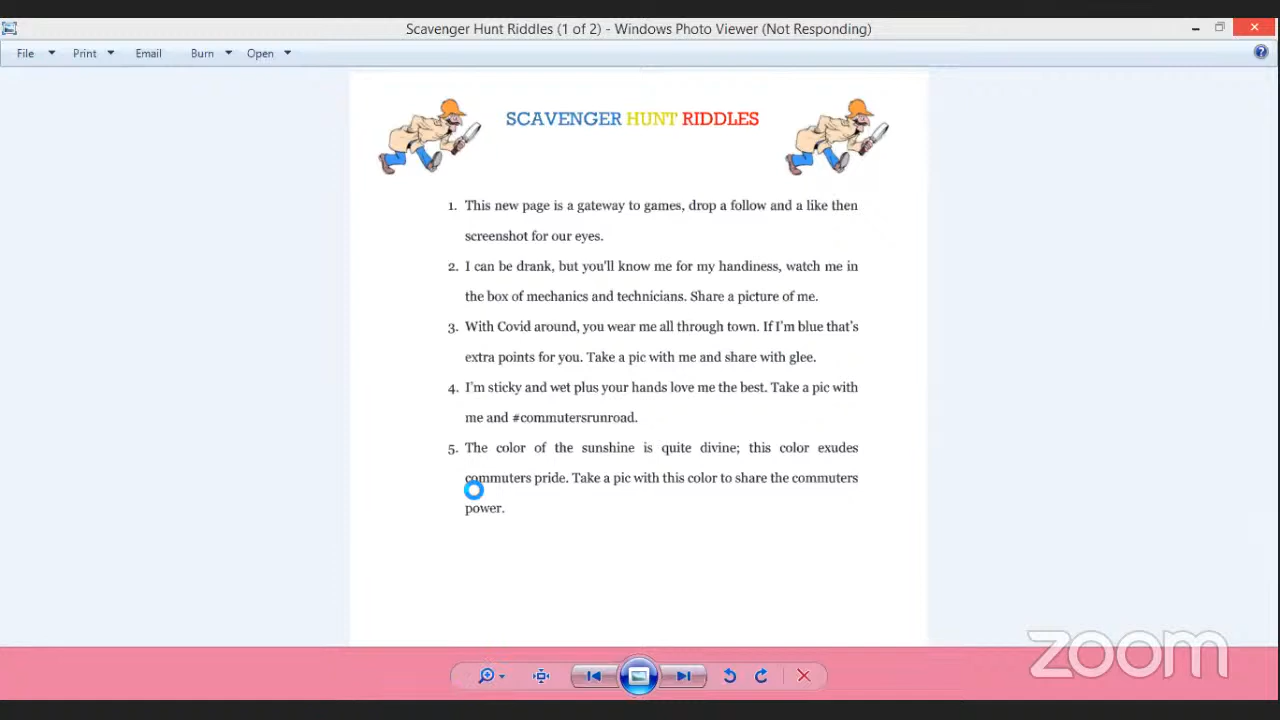 Scavenger Hunt Riddles (1 of 2) - Windows Photo Viewer (Not Responding)
File Print Email Burn Open
SCAVENGER HUNT RIDDLES
1. This new page is a gateway to games, drop a follow and a like then
screenshot for our eyes.
2. I can be drank, but you'll know me for my handiness, watch me in
the box of mechanics and technicians. Share a picture of me.
3. With Covid around, you wear me all through town. If I'm blue that's
extra points for you. Take a pic with me and share with glee.
4. I'm sticky and wet plus your hands love me the best. Take a pic with
me and #commutersrunroad.
5. The color of the sunshine is quite divine; this color exudes
commuters pride. Take a pic with this color to share the commuters
power.
zoom